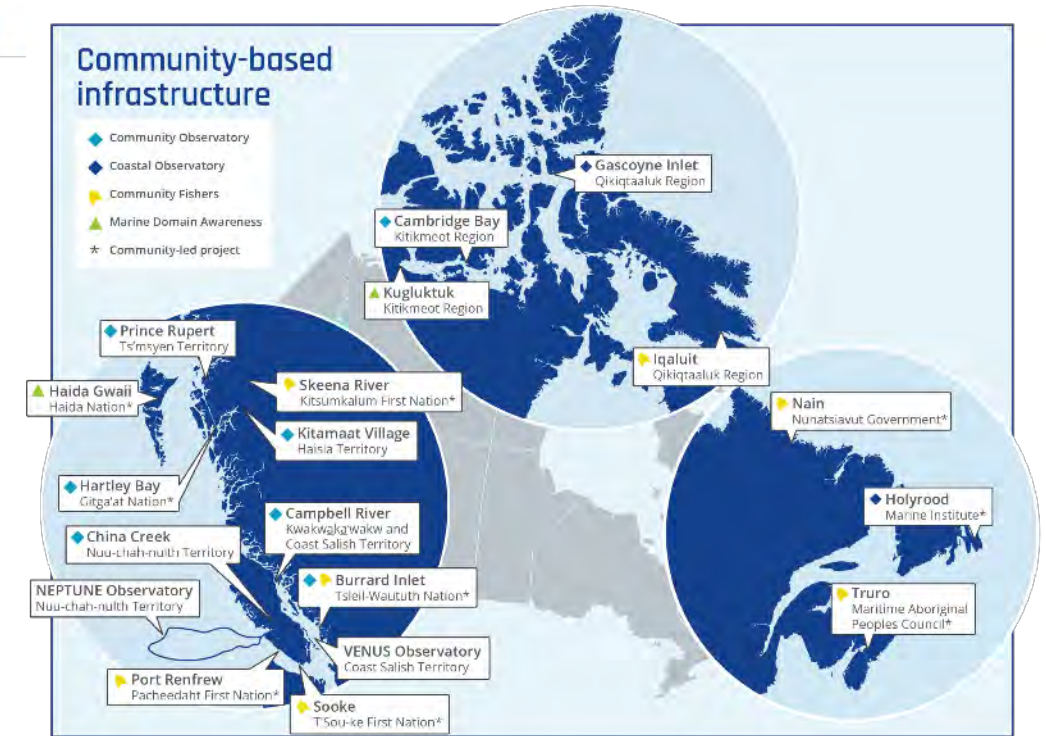 Community-based
infrastructure
Community Observatory
Coastal Observatory
Community Fishers
Marine Domain Awareness
* Community-led project
Gascoyne Inlet
Qikiqtaaluk Region
Cambridge Bay
Kitikmeot Region
Kugluktuk
Kitikmeot Region
Iqaluit
Qikiqtaaluk Region
Prince Rupert
Ts'msyen Territory
Haida Gwaii
Haida Nation*
Skeena River
Kitsumkalum First Nation*
Kitamaat Village
Haisla Territory
Hartley Bay
Gitga'at Nation*
Campbell River
Kwakwaka'wakw and
Coast Salish Territory
China Creek
Nuu-chah-nulth Territory
Burrard Inlet
Tsleil-Waututh Nation*
NEPTUNE Observatory
Nuu-chah-nulth Territory
VENUS Observatory
Coast Salish Territory
Port Renfrew
Pacheedaht First Nation*
Sooke
T'Sou-ke First Nation*
Nain
Nunatsiavut Government*
Holyrood
Marine Institute*
Truro
Maritime Aboriginal
Peoples Council*